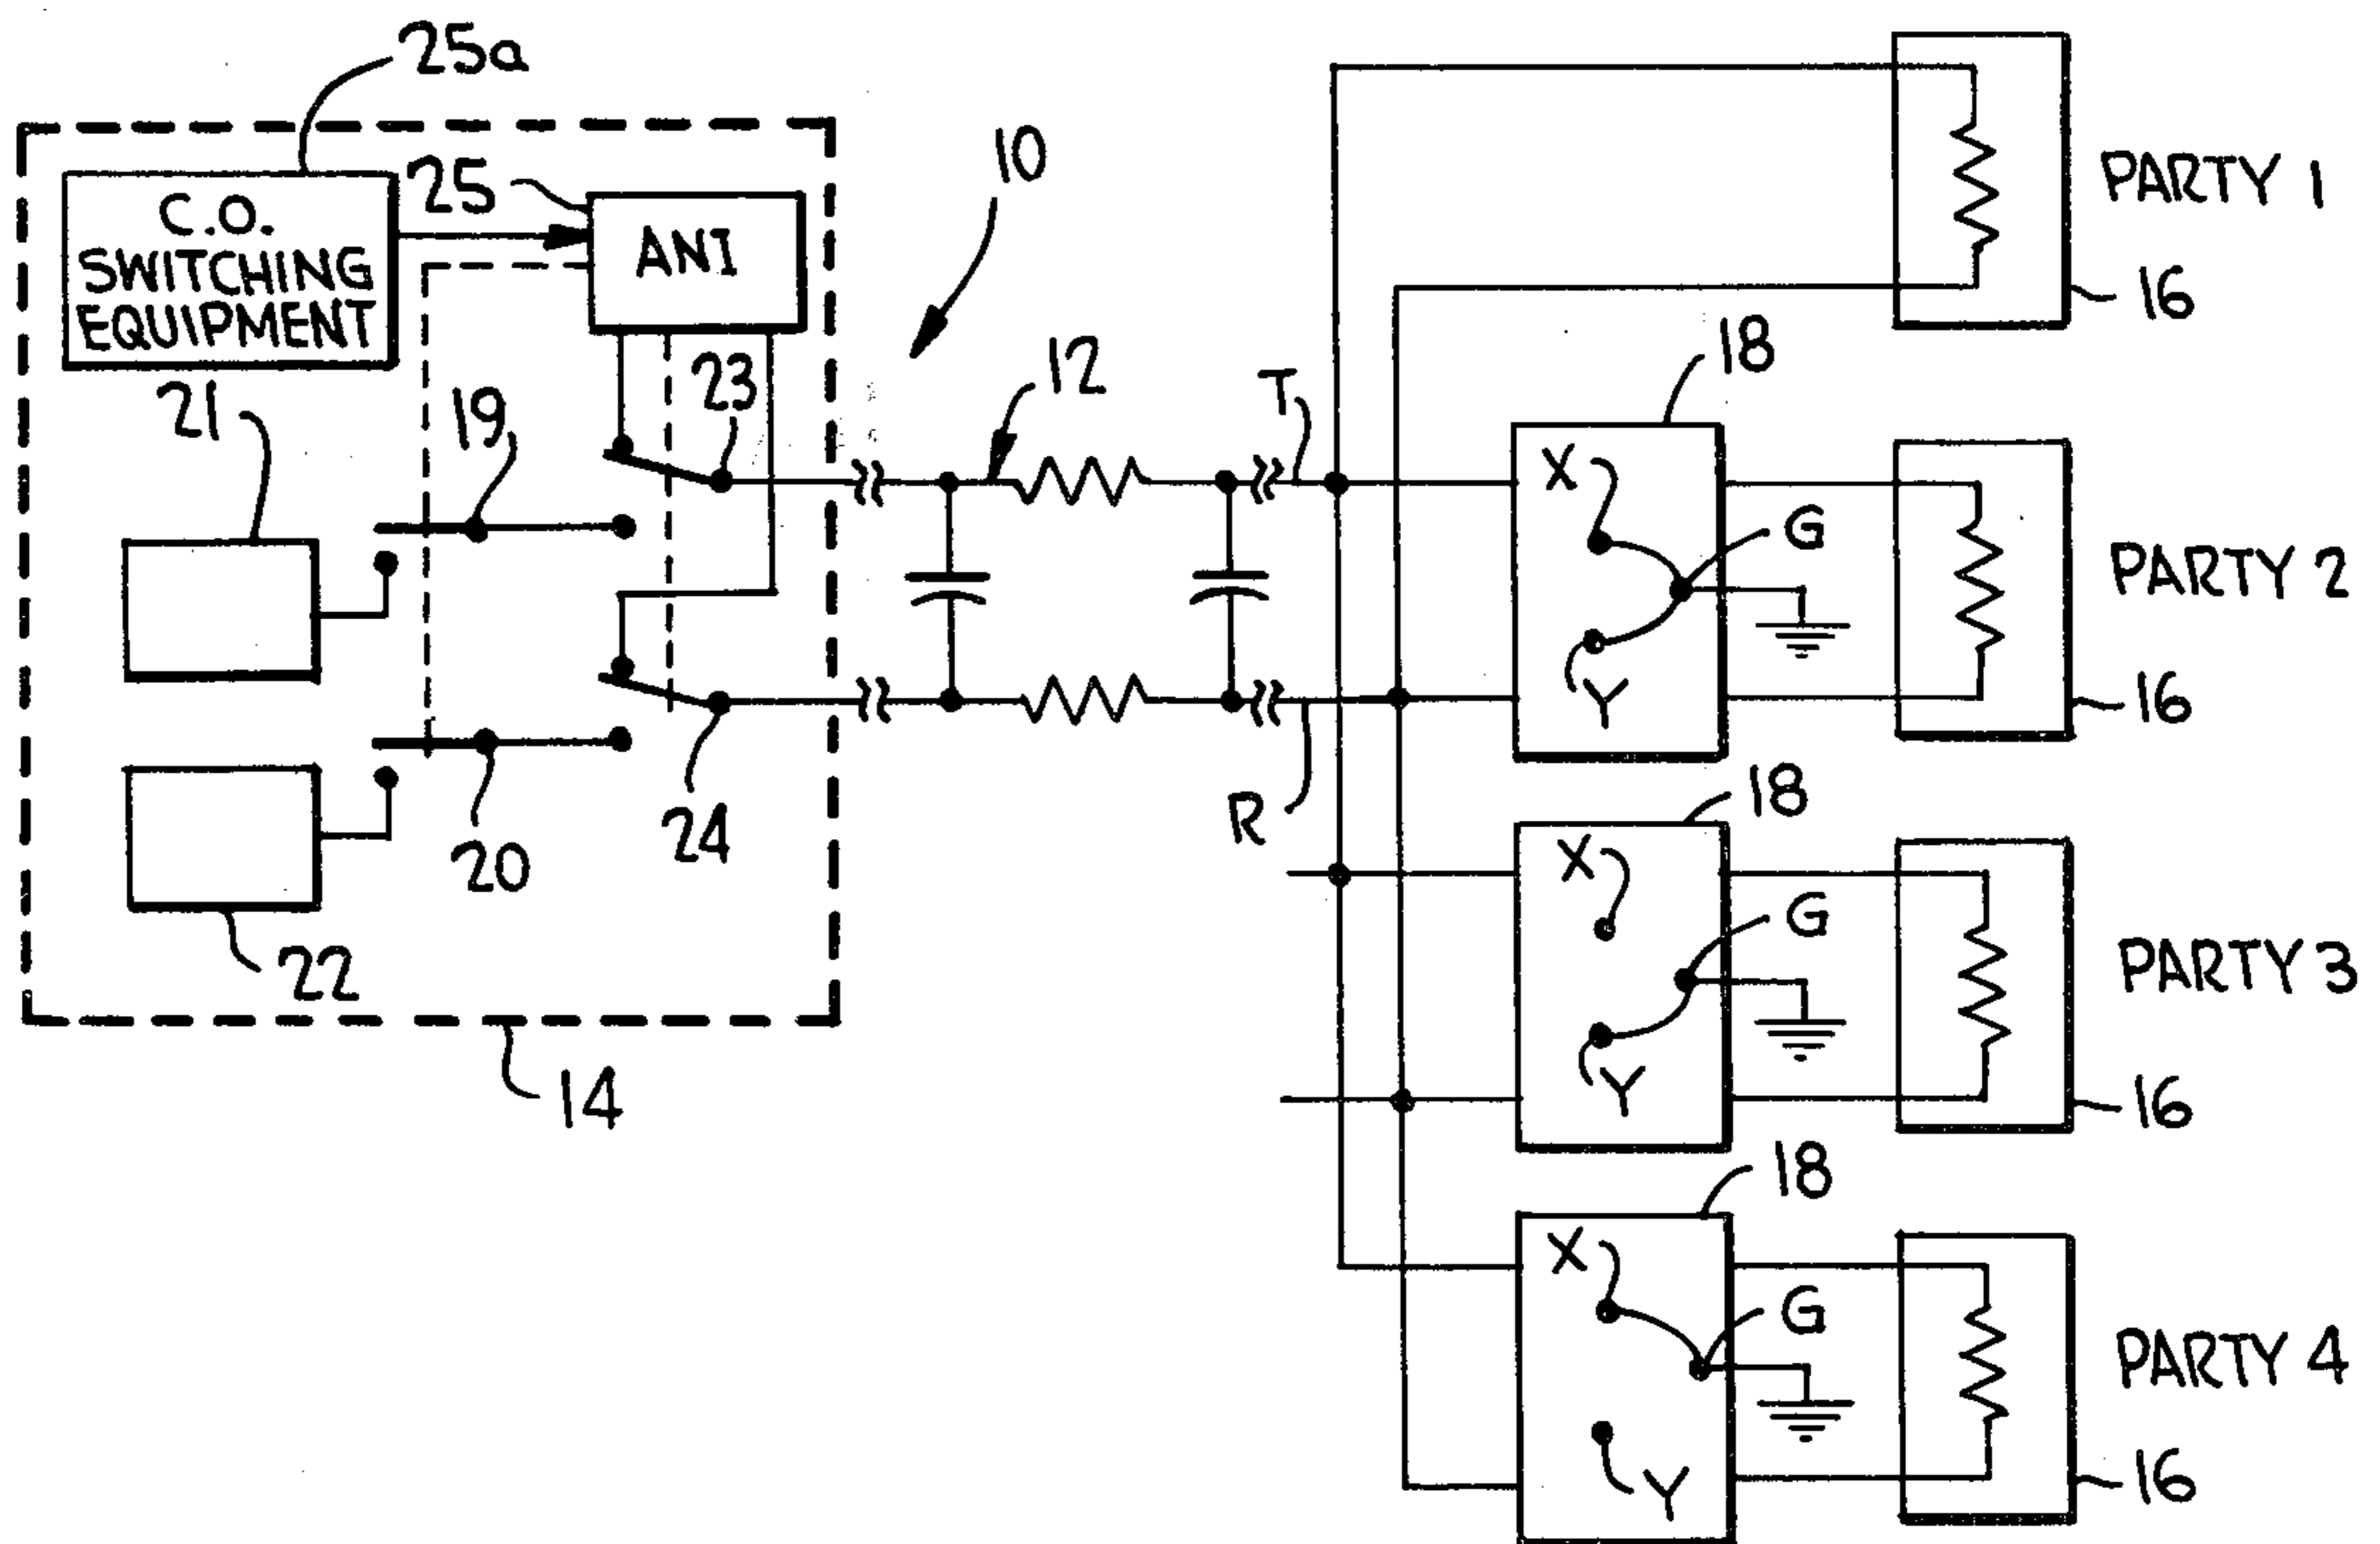 25a
10
C.O.
SWITCHING
EQUIPMENT
25
ANI
PARTY 1
16
21
19
23
12
T
18
X
G
Y
PARTY 2
16
R
20
24
22
14
18
X
G
Y
PARTY 3
16
18
X
G
Y
PARTY 4
16